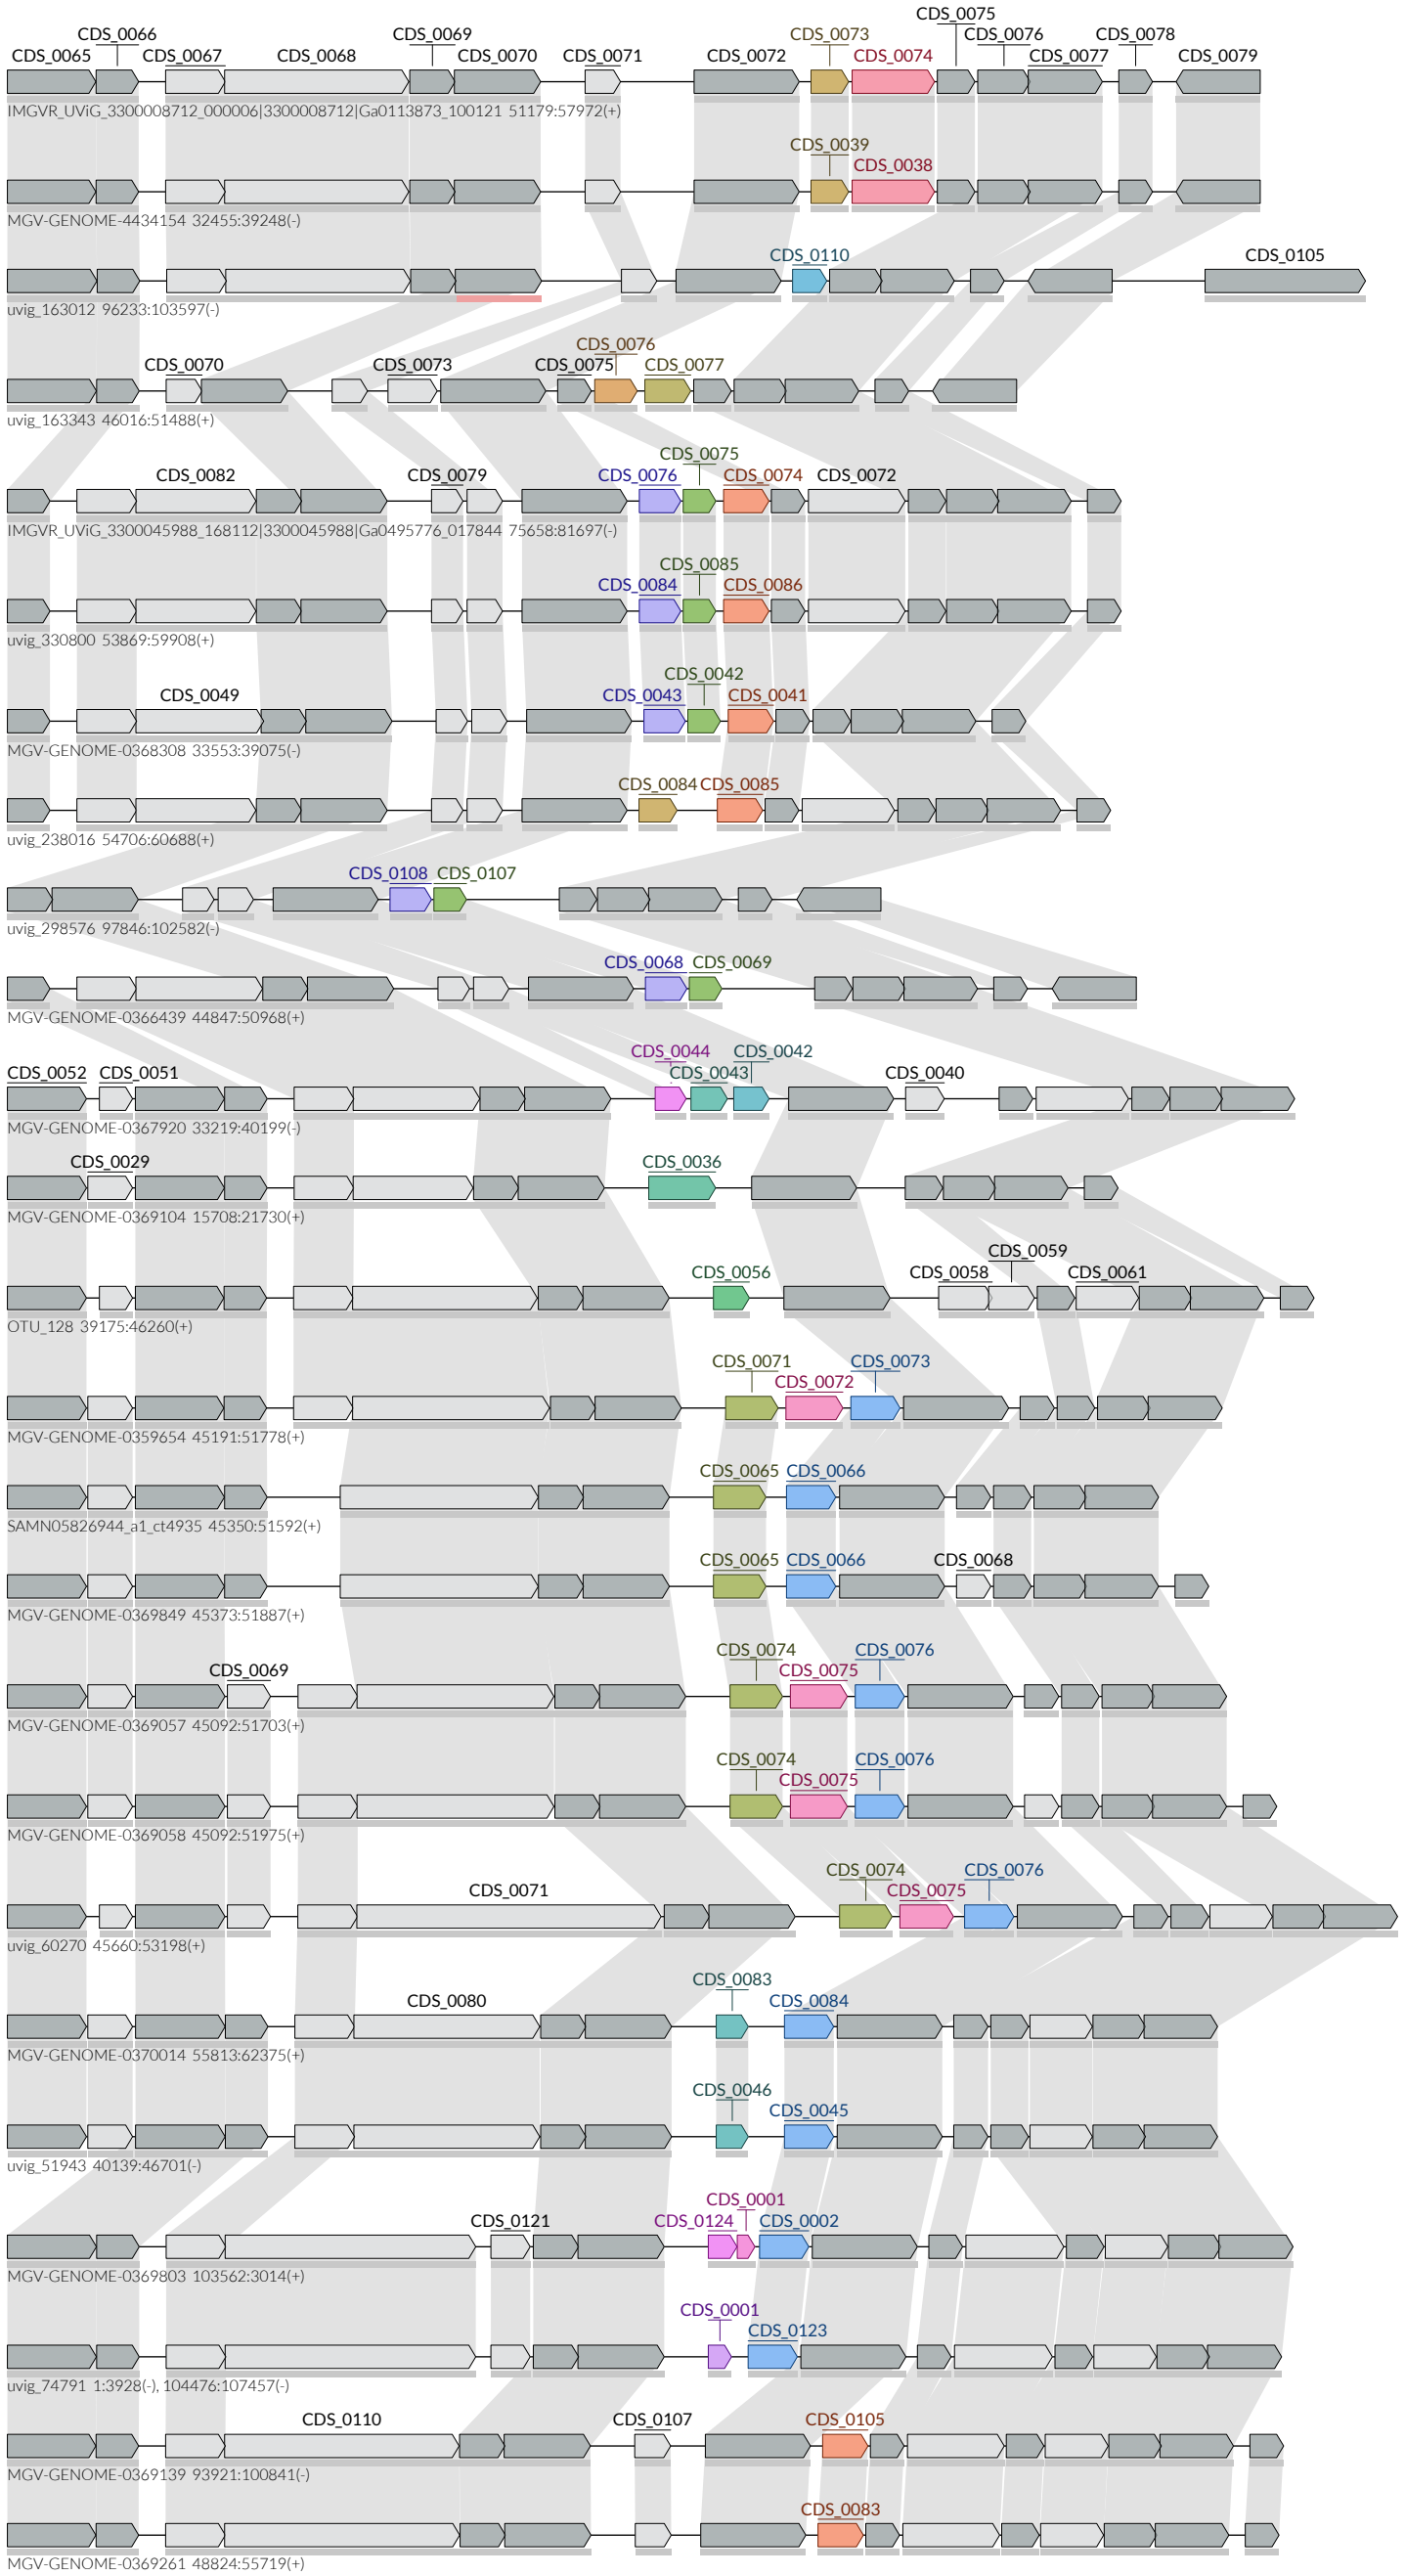 CDS_0075
CDS_0066 CDS_0069 CDS_0073 CDS_0076 CDS_0078
CDS_0065 CDS_0067 CDS_0068 CDS_0070 CDS_0071 CDS_0072 CDS_0074 CDS_0077 CDS_0079
IMGVR_UViG_3300008712_000006|3300008712|Ga0113873_100121 51179:57972(+)
CDS_0039
CDS_0038
MGV-GENOME-4434154 32455:39248(-)
CDS_0110 CDS_0105
uvig_163012 96233:103597(-)
CDS_0076
CDS_0070 CDS_0073 CDS_0075 CDS_0077
uvig_163343 46016:51488(+)
CDS_0075
CDS_0082 CDS_0079 CDS_0076 CDS_0074 CDS_0072
IMGVR_UViG_3300045988_168112|3300045988|Ga0495776_017844 75658:81697(-)
CDS_0085
CDS_0084 CDS_0086
uvig_330800 53869:59908(+)
CDS_0042
CDS_0049 CDS_0043 CDS_0041
MGV-GENOME-0368308 33553:39075(-)
CDS_0084 CDS_0085
uvig_238016 54706:60688(+)
CDS_0108 CDS_0107
uvig_298576 97846:102582(-)
CDS_0068 CDS_0069
MGV-GENOME-0366439 44847:50968(+)
CDS_0044 CDS_0042
CDS_0052 CDS_0051 CDS_0043 CDS_0040
MGV-GENOME-0367920 33219:40199(-)
CDS_0029 CDS_0036
MGV-GENOME-0369104 15708:21730(+)
CDS_0059
CDS_0056 CDS_0058 CDS_0061
OTU_128 39175:46260(+)
CDS_0071 CDS_0073
CDS_0072
MGV-GENOME-0359654 45191:51778(+)
CDS_0065 CDS_0066
SAMN05826944_a1_ct4935 45350:51592(+)
CDS_0065 CDS_0066 CDS_0068
MGV-GENOME-0369849 45373:51887(+)
CDS_0074 CDS_0076
CDS_0069 CDS_0075
MGV-GENOME-0369057 45092:51703(+)
CDS_0074 CDS_0076
CDS_0075
MGV-GENOME-0369058 45092:51975(+)
CDS_0074 CDS_0076
CDS_0071 CDS_0075
uvig_60270 45660:53198(+)
CDS_0083
CDS_0080 CDS_0084
MGV-GENOME-0370014 55813:62375(+)
CDS_0046
CDS_0045
uvig_51943 40139:46701(-)
CDS_0001
CDS_0121 CDS_0124 CDS_0002
MGV-GENOME-0369803 103562:3014(+)
CDS_0001
CDS_0123
uvig_74791 1:3928(-), 104476:107457(-)
CDS_0110 CDS_0107 CDS_0105
MGV-GENOME-0369139 93921:100841(-)
CDS_0083
MGV-GENOME-0369261 48824:55719(+)